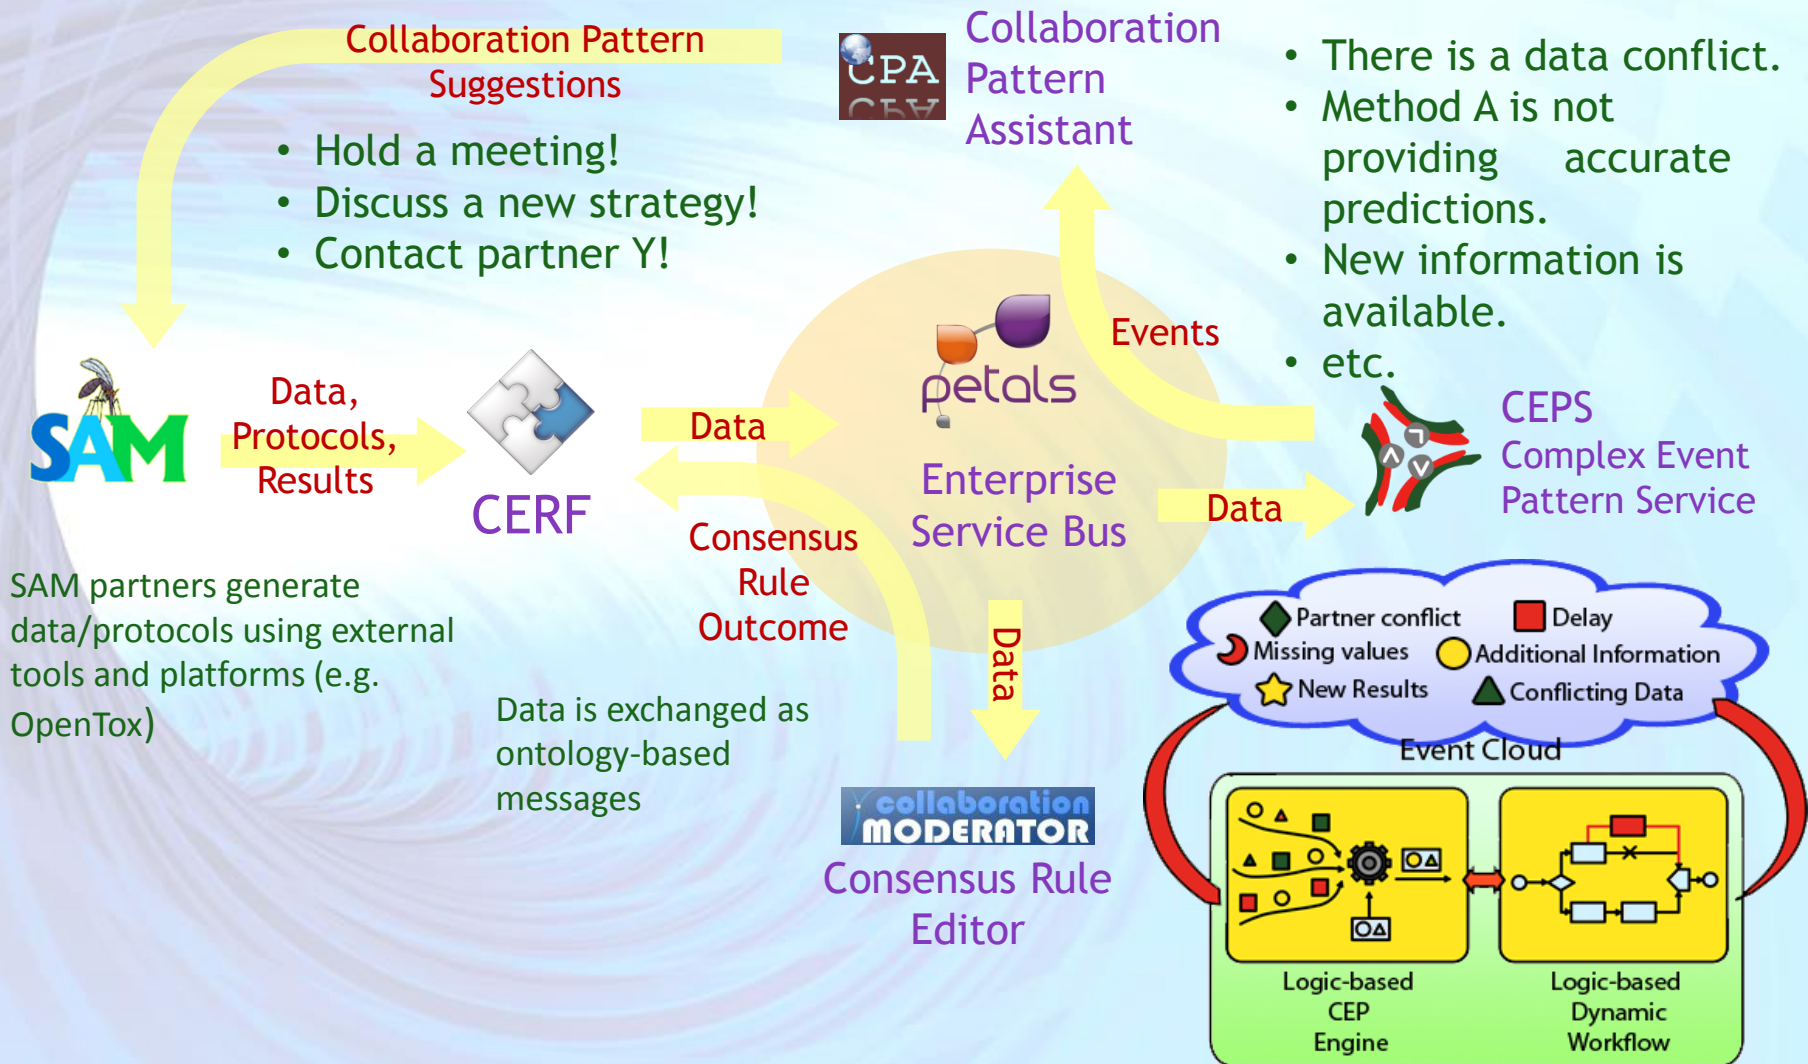 Collaboration Pattern
Suggestions
• Hold a meeting!
• Discuss a new strategy!
• Contact partner Y!
CPA
Collaboration
Pattern
Assistant
• There is a data conflict.
• Method A is not
providing accurate
predictions.
• New information is
available.
• etc.
Events
SAM
Data,
Protocols,
Results
CERF
Data
petals
Enterprise
Service Bus
Data
CEPS
Complex Event
Pattern Service
Consensus
Rule
Outcome
Data
SAM partners generate
data/protocols using external
tools and platforms (e.g.
OpenTox)
Data is exchanged as
ontology-based
messages
collaboration
MODERATOR
Consensus Rule
Editor
Partner conflict
Delay
Missing values
Additional Information
New Results
Conflicting Data
Event Cloud
Logic-based
CEP
Engine
Logic-based
Dynamic
Workflow